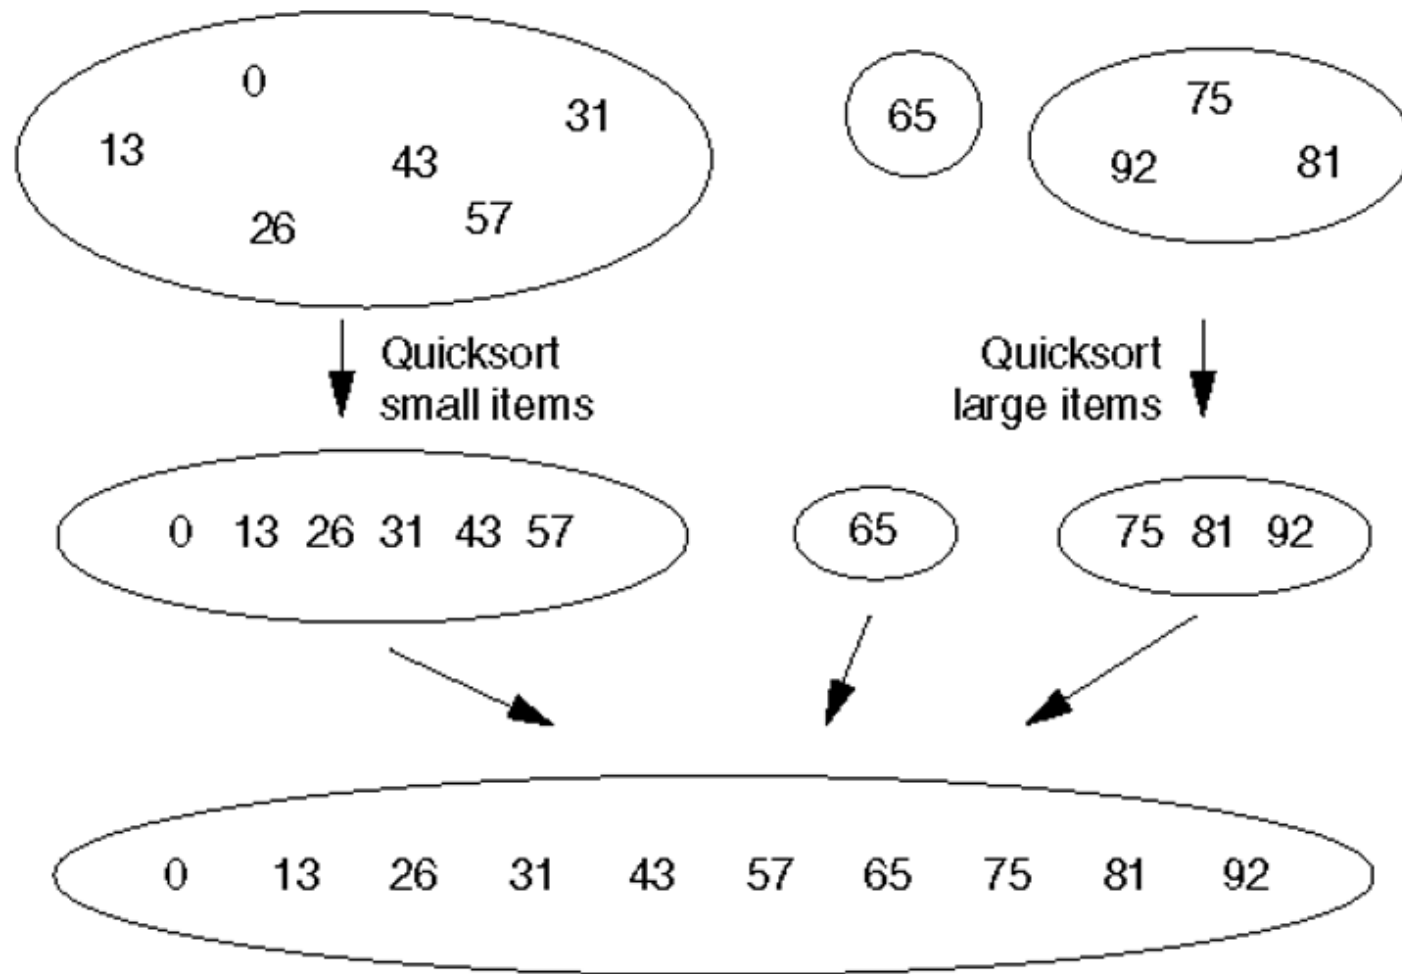 0
31
13
43
26
57
65
75
92
81
Quicksort
small items
Quicksort
large items
0 13 26 31 43 57
65
75 81 92
0 13 26 31 43 57 65 75 81 92